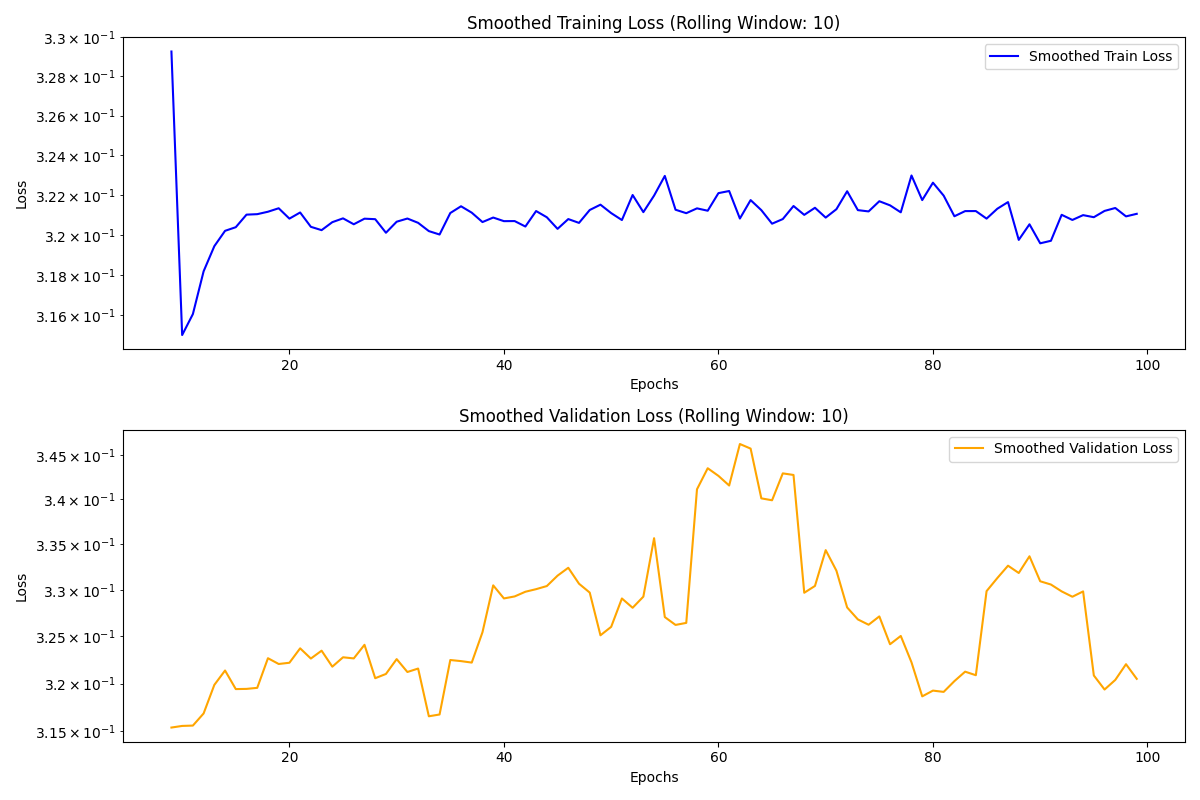 Smoothed Training Loss (Rolling Window: 10)
3.3 × 10⁻¹
3.28 × 10⁻¹
3.26 × 10⁻¹
3.24 × 10⁻¹
3.22 × 10⁻¹
3.2 × 10⁻¹
3.18 × 10⁻¹
3.16 × 10⁻¹
Loss
Smoothed Train Loss
20 40 60 80 100
Epochs
Smoothed Validation Loss (Rolling Window: 10)
3.45 × 10⁻¹
3.4 × 10⁻¹
3.35 × 10⁻¹
3.3 × 10⁻¹
3.25 × 10⁻¹
3.2 × 10⁻¹
3.15 × 10⁻¹
Loss
Smoothed Validation Loss
20 40 60 80 100
Epochs